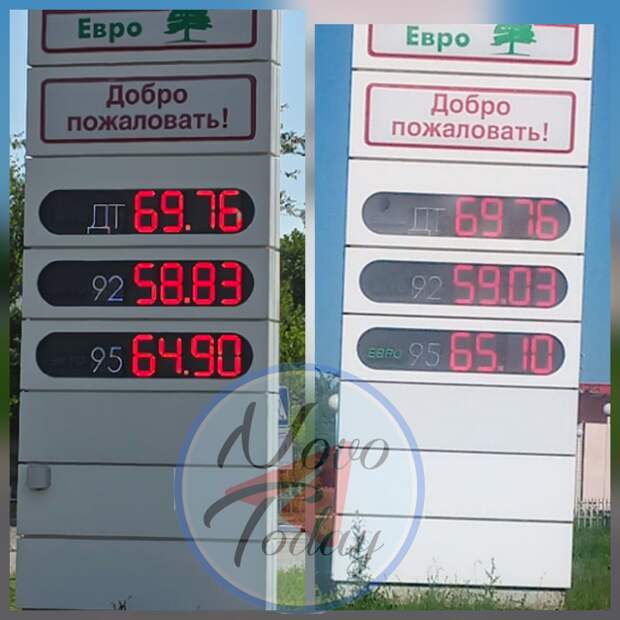 Евро
Добро
пожаловать!
ДТ 69.76
92 58.83
95 64.90
Евро
Добро
пожаловать!
ДТ 69.76
92 59.03
ЕВРО 95 65.10
Novo
Today